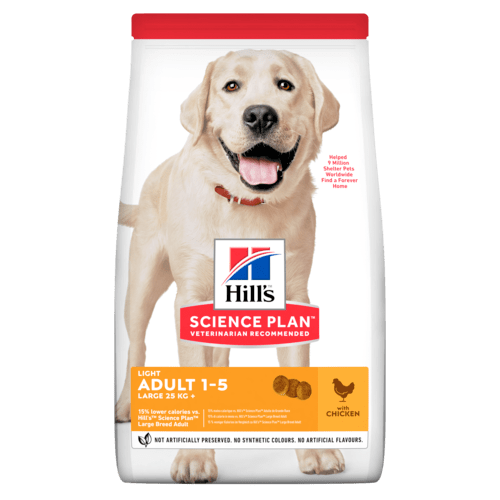 Helped
9 Million
Shelter Pets
Worldwide
Find a Forever
Home
Hill's
SCIENCE PLAN™
VETERINARIAN RECOMMENDED
LIGHT
ADULT 1-5
LARGE 25 KG +
15% lower calories vs.
Hill's™ Science Plan™
Large Breed Adult
with
CHICKEN
NOT ARTIFICIALLY PRESERVED. NO SYNTHETIC COLOURS. NO ARTIFICIAL FLAVOURS.